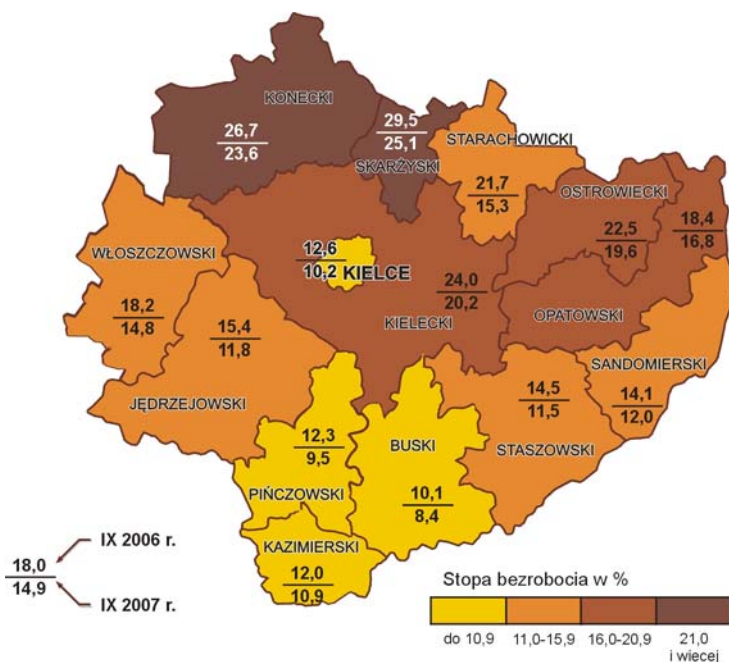 KONECKI
26,7
23,6
29,5
25,1
SKARŻYSKI
STARACHOWICKI
21,7
15,3
OSTROWIECKI
22,5
19,6
18,4
16,8
OPATOWSKI
WŁOSZCZOWSKI
18,2
14,8
12,6
10,2
KIELCE
24,0
20,2
KIELECKI
15,4
11,8
JĘDRZEJOWSKI
SANDOMIERSKI
14,1
12,0
14,5
11,5
STASZOWSKI
12,3
9,5
PIŃCZOWSKI
BUSKI
10,1
8,4
KAZIMIERSKI
12,0
10,9
18,0
14,9
IX 2006 r.
IX 2007 r.
Stopa bezrobocia w %
do 10,9
11,0-15,9
16,0-20,9
21,0
i więcej